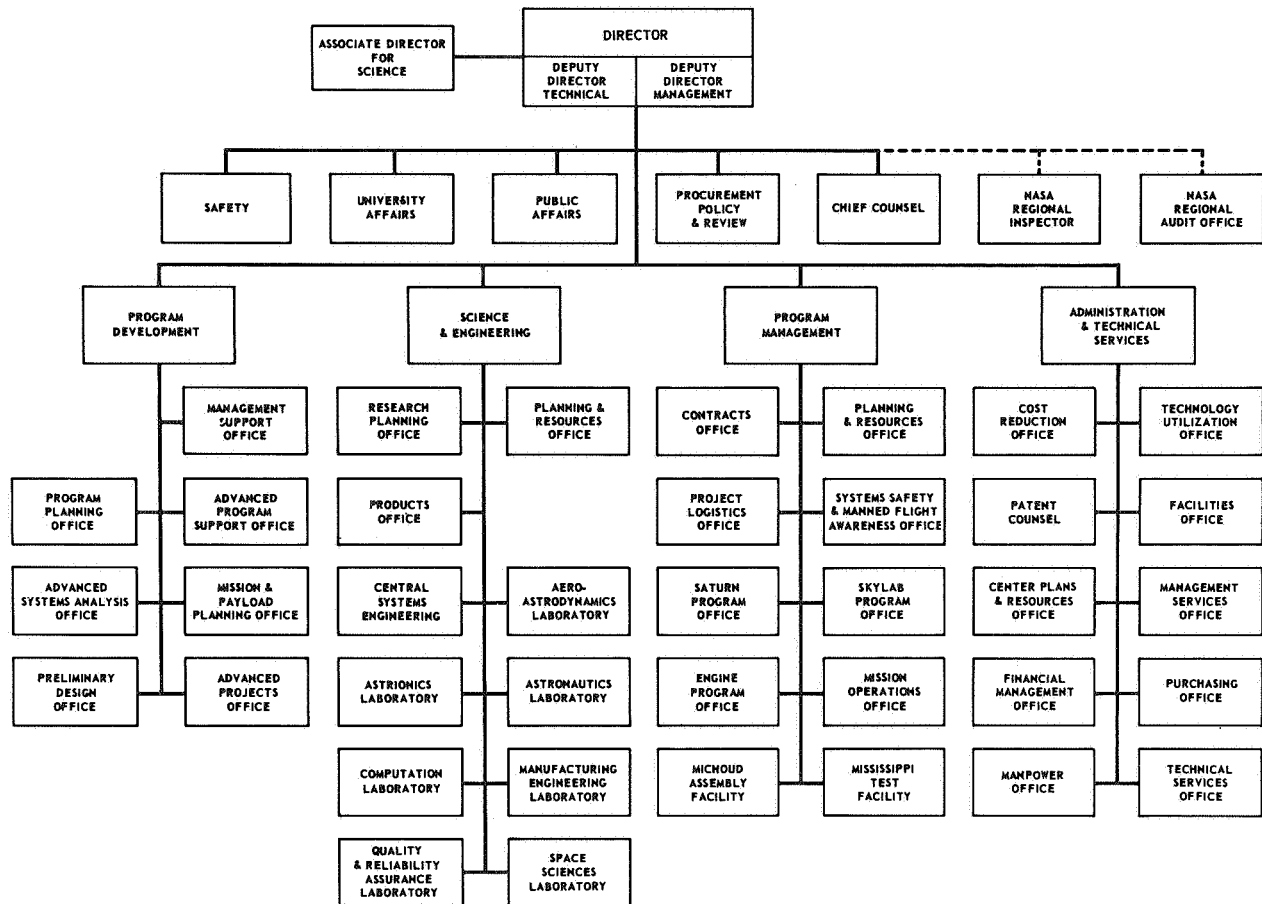 ASSOCIATE DIRECTOR
FOR
SCIENCE
DIRECTOR
DEPUTY
DIRECTOR
TECHNICAL
DEPUTY
DIRECTOR
MANAGEMENT
SAFETY
UNIVERSITY
AFFAIRS
PUBLIC
AFFAIRS
PROCUREMENT
POLICY
& REVIEW
CHIEF COUNSEL
NASA
REGIONAL
INSPECTOR
NASA
REGIONAL
AUDIT OFFICE
PROGRAM
DEVELOPMENT
SCIENCE
& ENGINEERING
PROGRAM
MANAGEMENT
ADMINISTRATION
& TECHNICAL
SERVICES
MANAGEMENT
SUPPORT
OFFICE
RESEARCH
PLANNING
OFFICE
PLANNING &
RESOURCES OFFICE
CONTRACTS
OFFICE
PLANNING
& RESOURCES
OFFICE
COST
REDUCTION
OFFICE
TECHNOLOGY
UTILIZATION
OFFICE
PROGRAM
PLANNING
OFFICE
ADVANCED
PROGRAM
SUPPORT OFFICE
PRODUCTS
OFFICE
PROJECT
LOGISTICS
OFFICE
SYSTEMS SAFETY
& MANNED FLIGHT
AWARENESS OFFICE
PATENT
COUNSEL
FACILITIES
OFFICE
ADVANCED
SYSTEMS ANALYSIS
OFFICE
MISSION &
PAYLOAD
PLANNING OFFICE
CENTRAL
SYSTEMS
ENGINEERING
AERO-
ASTRODYNAMICS
LABORATORY
SATURN
PROGRAM
OFFICE
SKYLAB
PROGRAM
OFFICE
CENTER PLANS
& RESOURCES
OFFICE
MANAGEMENT
SERVICES
OFFICE
PRELIMINARY
DESIGN
OFFICE
ADVANCED
PROJECTS
OFFICE
ASTRIONICS
LABORATORY
ASTRONAUTICS
LABORATORY
ENGINE
PROGRAM
OFFICE
MISSION
OPERATIONS
OFFICE
FINANCIAL
MANAGEMENT
OFFICE
PURCHASING
OFFICE
COMPUTATION
LABORATORY
MANUFACTURING
ENGINEERING
LABORATORY
MICHOUD
ASSEMBLY
FACILITY
MISSISSIPPI
TEST
FACILITY
MANPOWER
OFFICE
TECHNICAL
SERVICES
OFFICE
QUALITY
& RELIABILITY
ASSURANCE
LABORATORY
SPACE
SCIENCES
LABORATORY